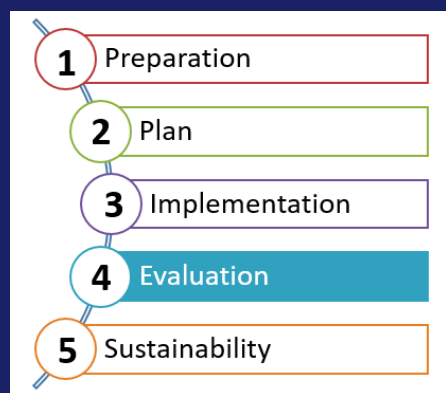 1 Preparation
2 Plan
3 Implementation
4 Evaluation
5 Sustainability